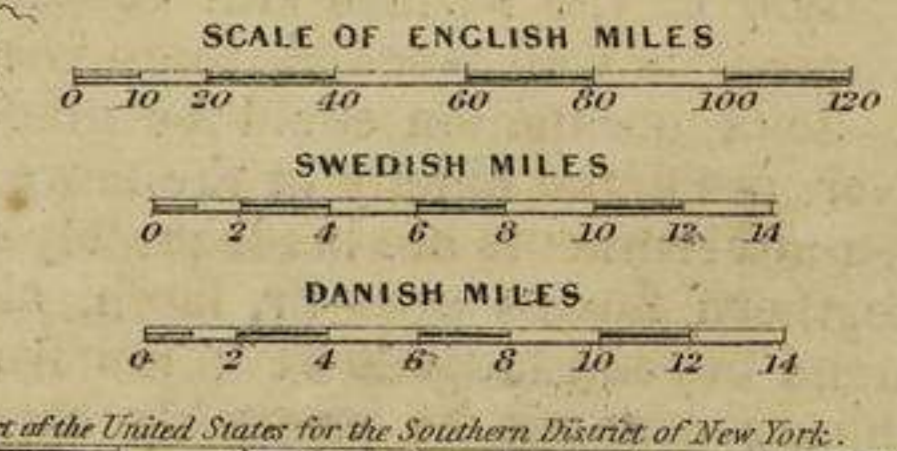 SCALE OF ENGLISH MILES
0 10 20 40 60 80 100 120
SWEDISH MILES
0 2 4 6 8 10 12 14
DANISH MILES
0 2 4 6 8 10 12 14
of the United States for the Southern District of New York.